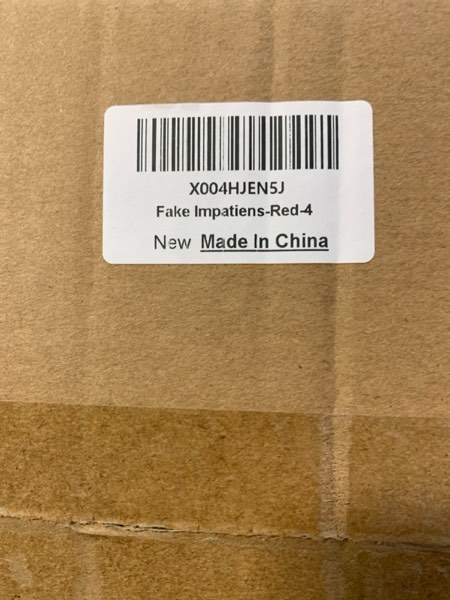 X004HJEN5J
Fake Impatiens-Red-4
New Made In China